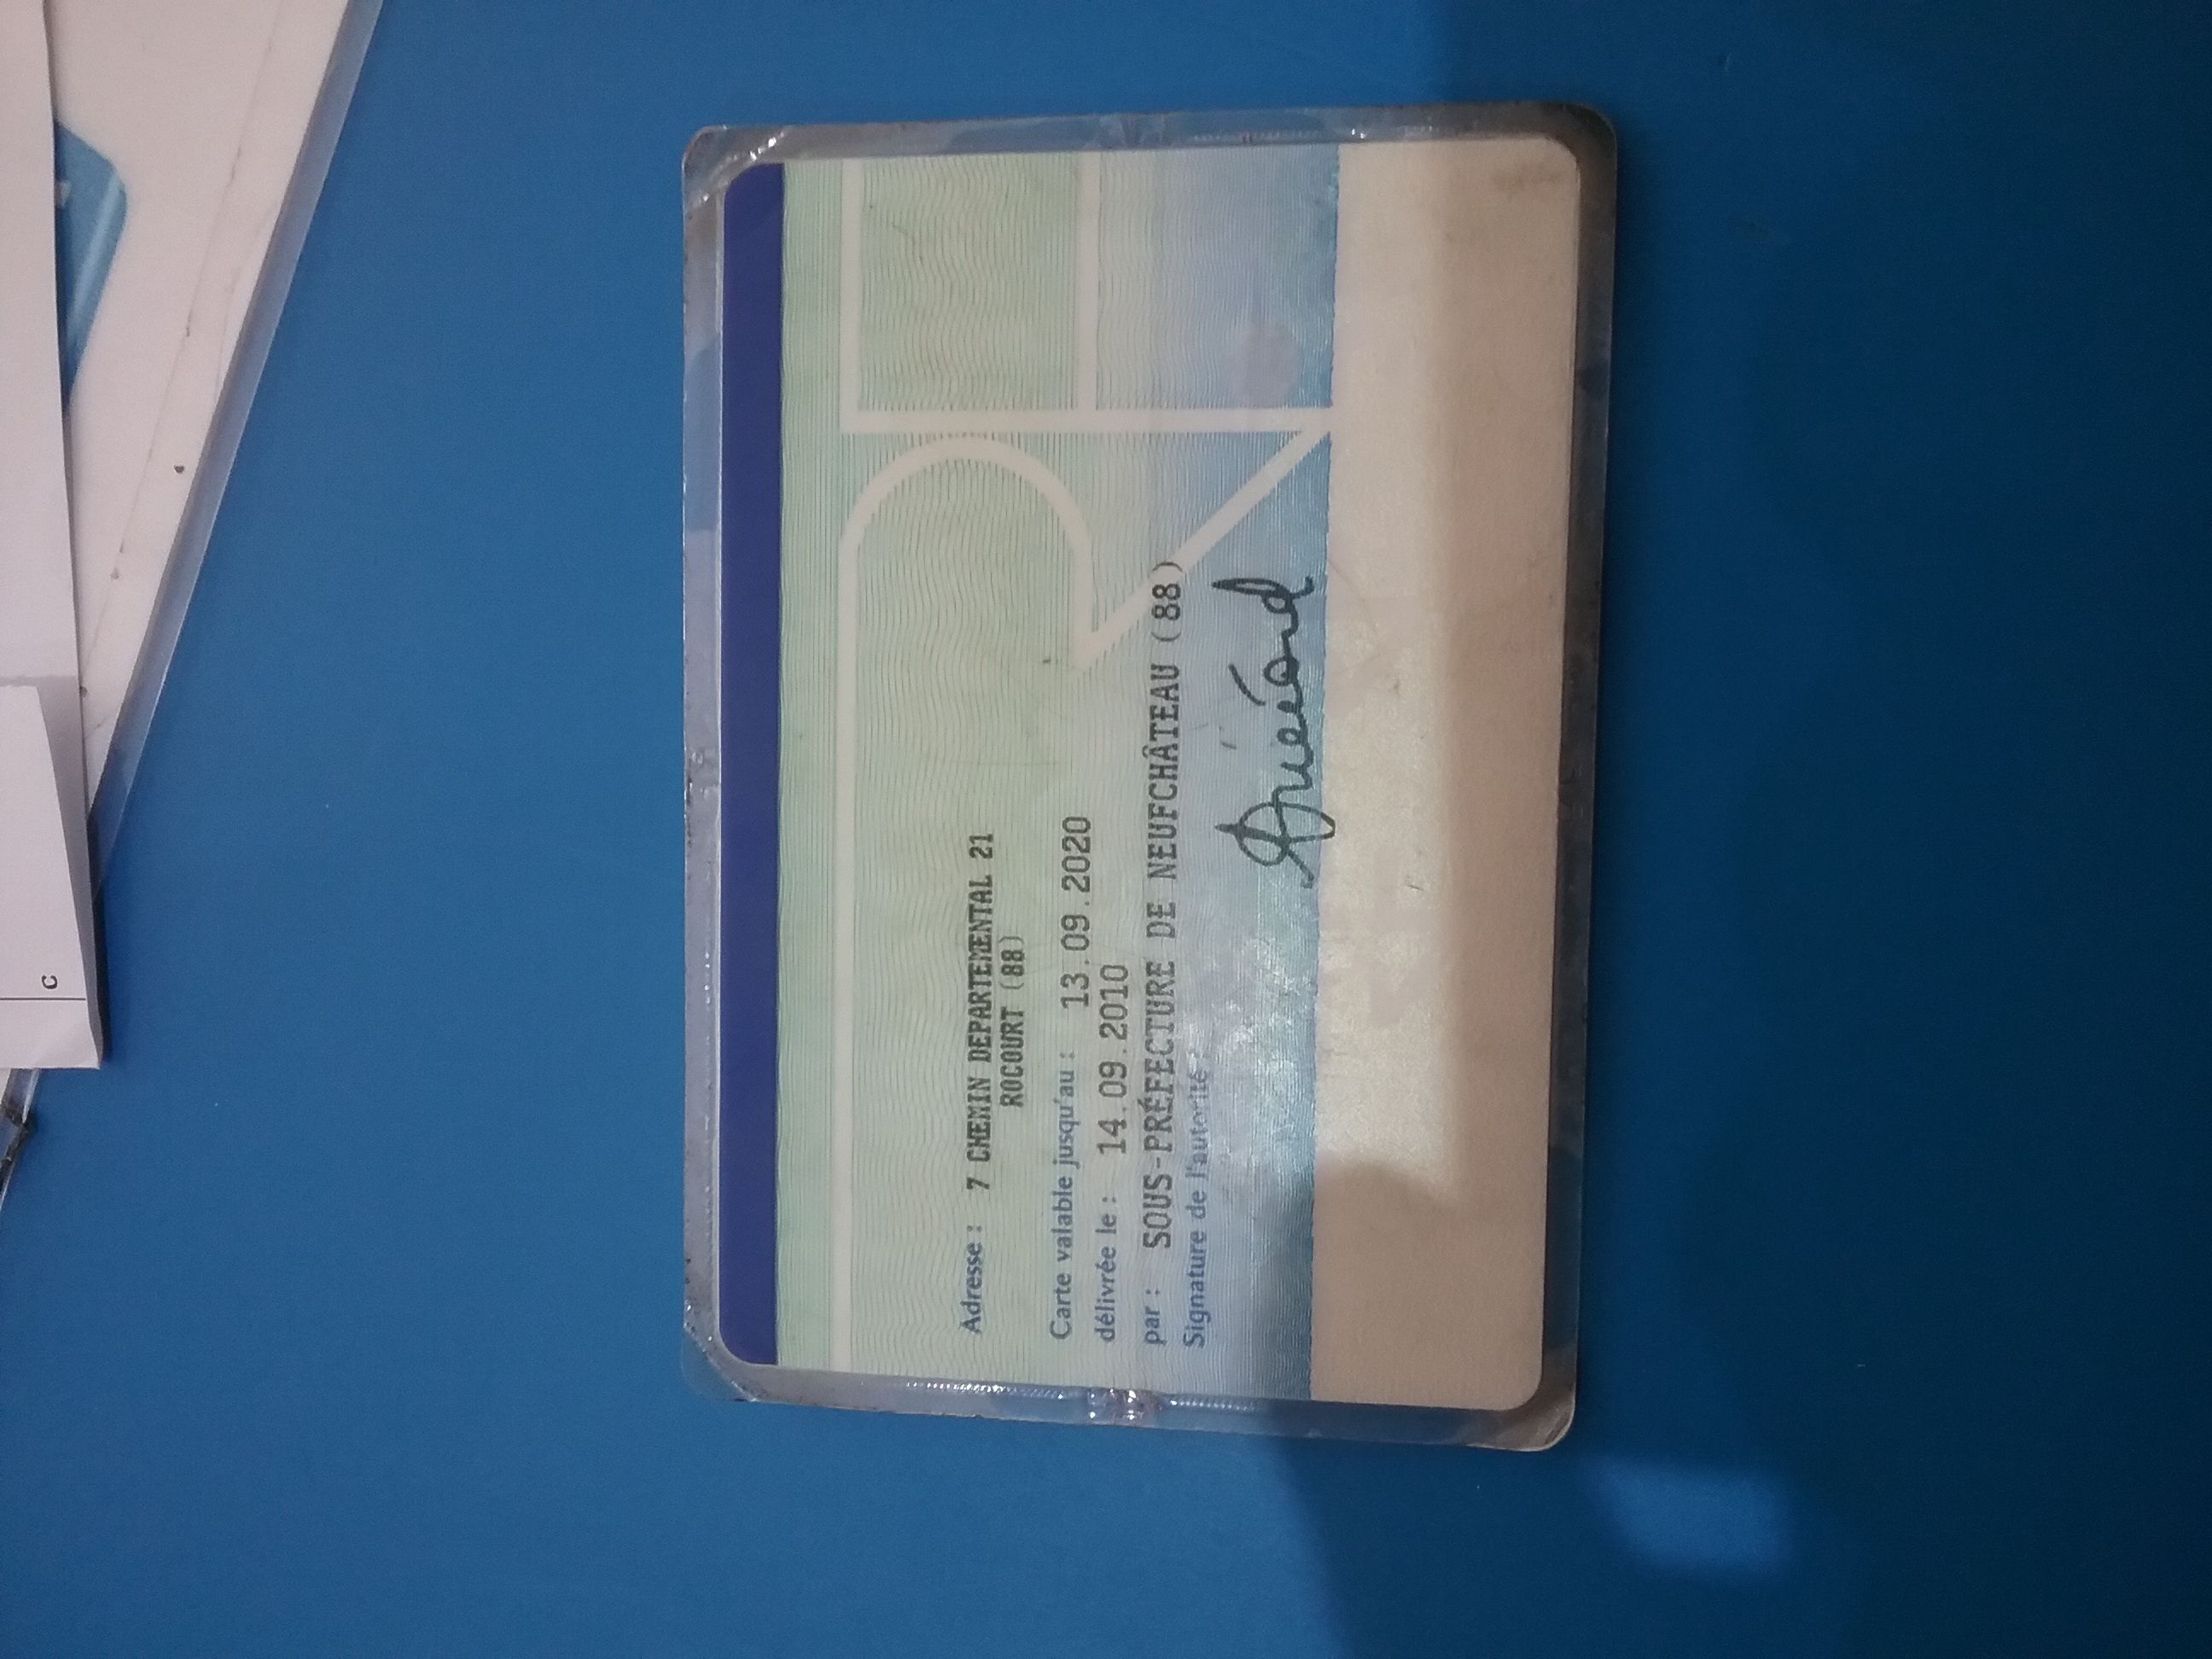 Adresse : 7 CHEMIN DEPARTEMENTAL 21
ROCOURT (88)
Carte valable jusqu'au : 13.09.2020
délivrée le : 14.09.2010
par : SOUS-PRÉFECTURE DE NEUFCHÂTEAU (88)
Signature de l'autorité :
RF
C